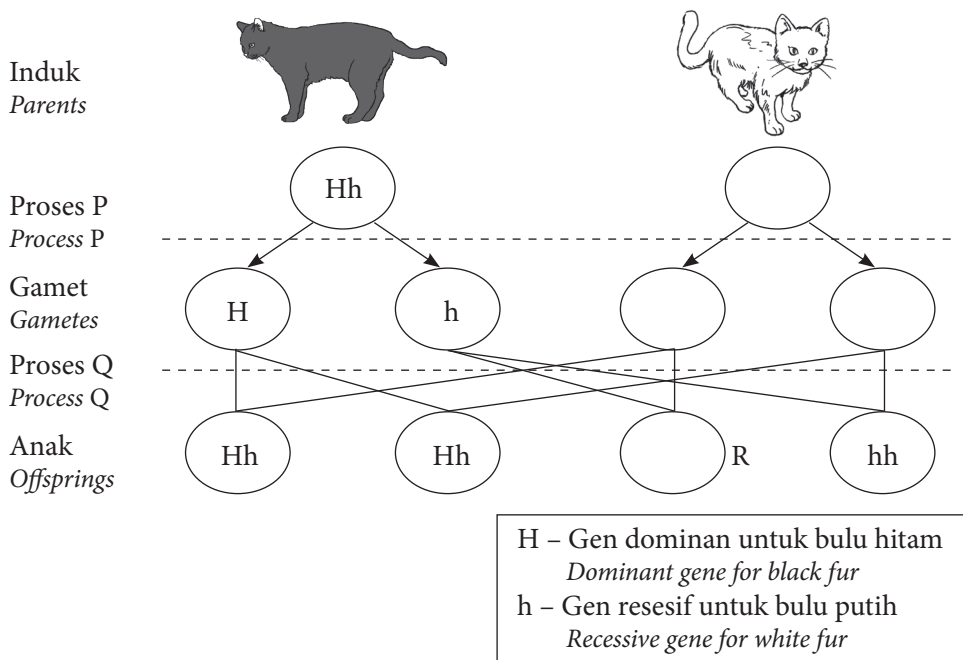 Induk
Parents
Hh
Proses P
Process P
Gamet
Gametes
H
h
Proses Q
Process Q
Anak
Offsprings
Hh
Hh
R
hh
H – Gen dominan untuk bulu hitam
Dominant gene for black fur
h – Gen resesif untuk bulu putih
Recessive gene for white fur